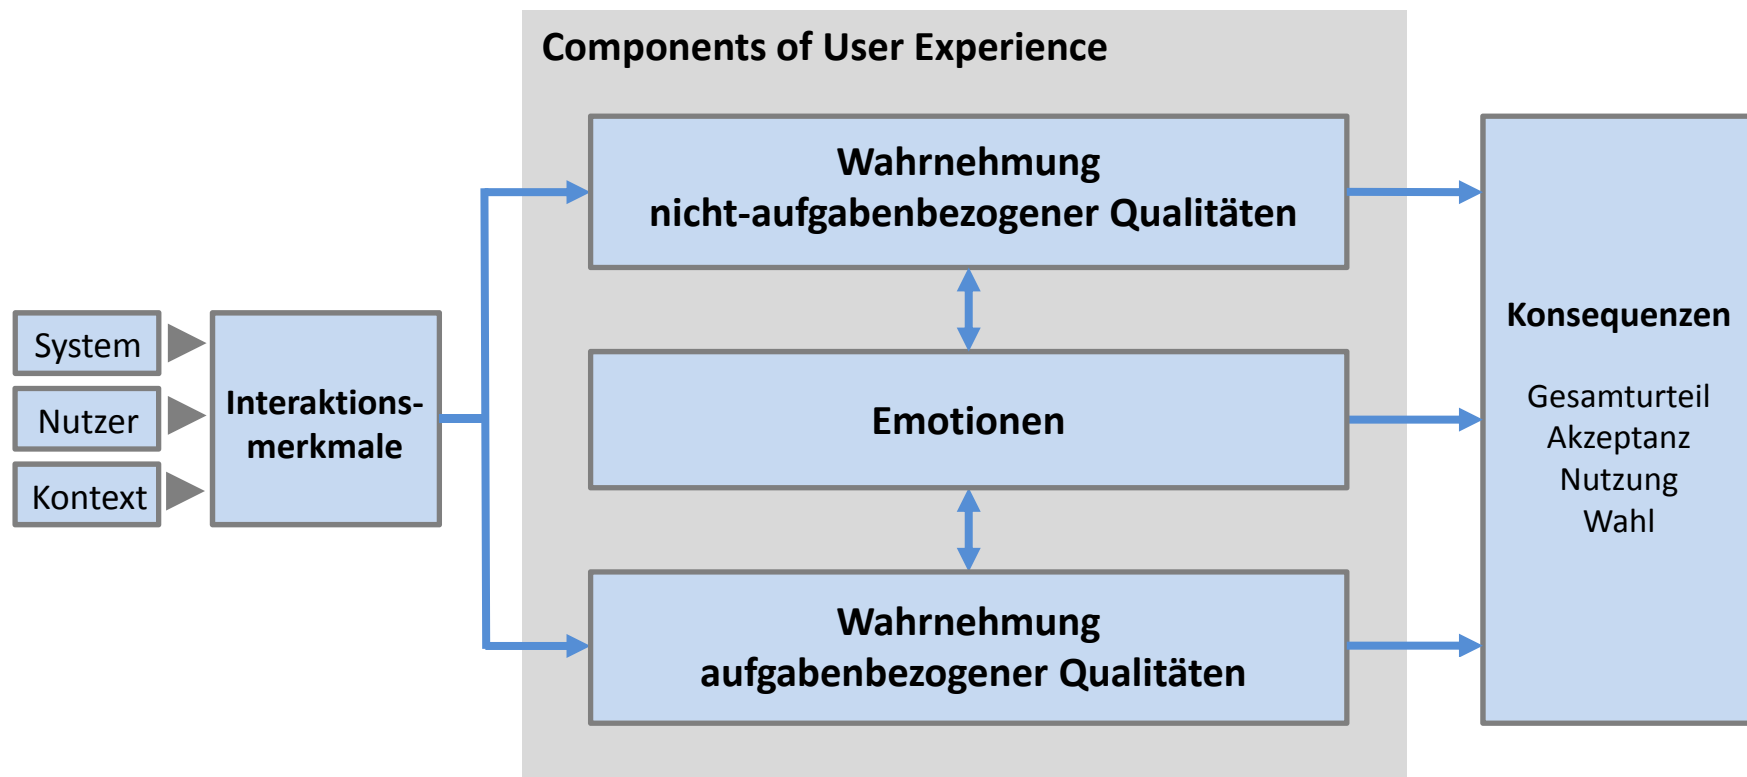 Components of User Experience
Wahrnehmung
nicht-aufgabenbezogener Qualitäten
System
Nutzer
Kontext
Interaktions-
merkmale
Emotionen
Wahrnehmung
aufgabenbezogener Qualitäten
Konsequenzen
Gesamturteil
Akzeptanz
Nutzung
Wahl